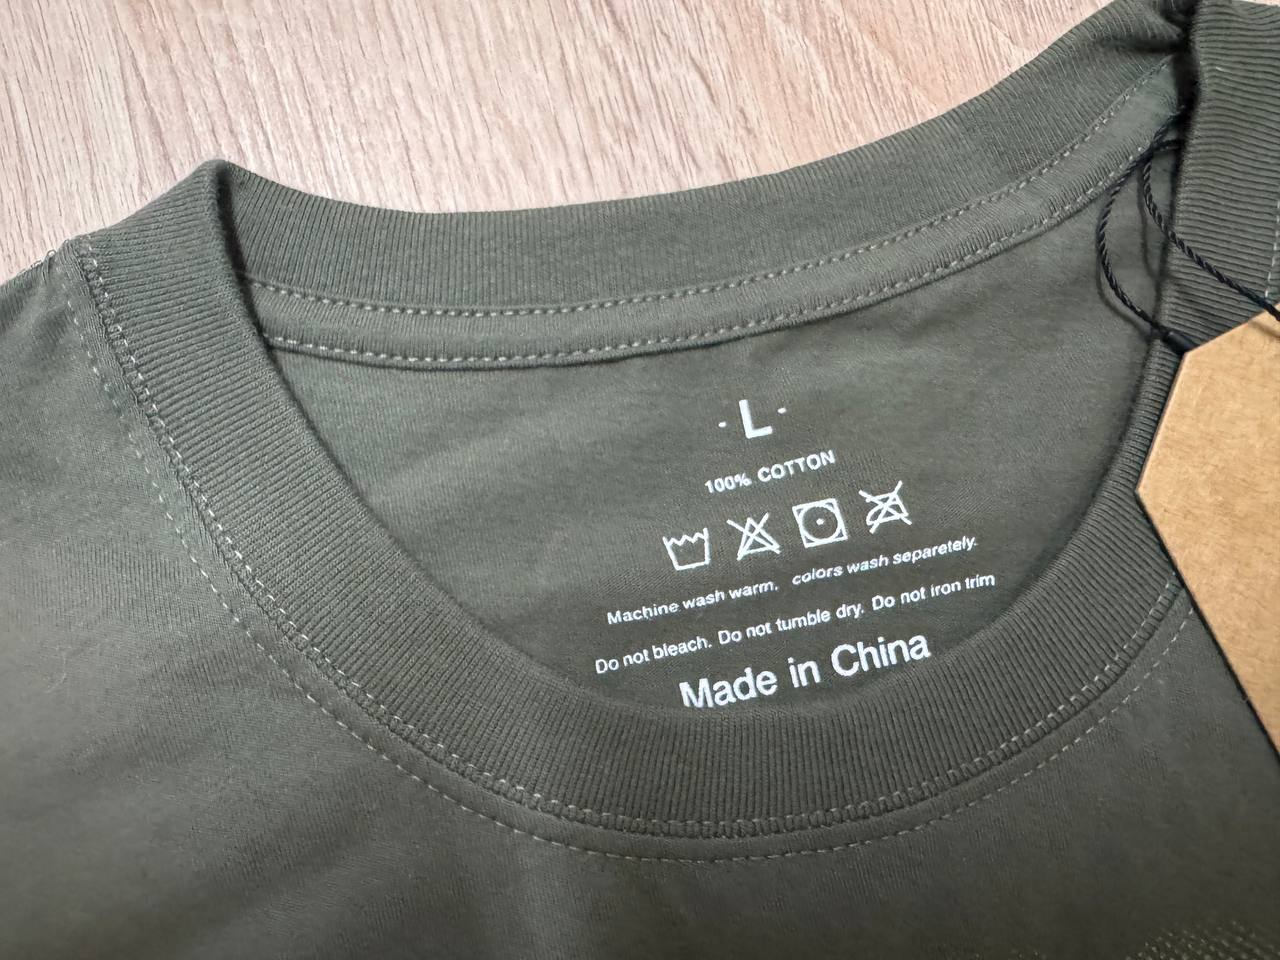 · L ·
100% COTTON
Machine wash warm, colors wash separetely.
Do not bleach. Do not tumble dry. Do not iron trim
Made in China